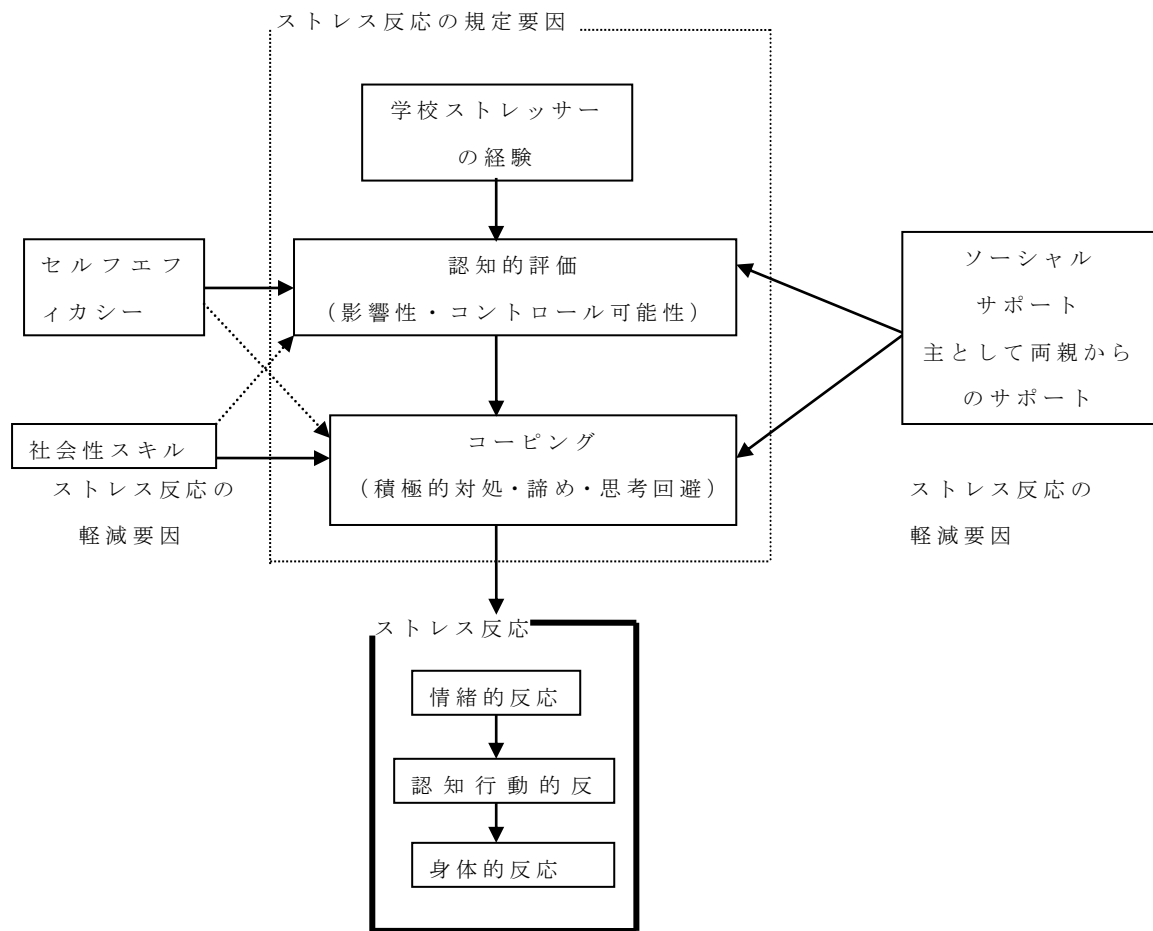 ストレス反応の規定要因
学校ストレッサー
の経験
セルフエフ
ィカシー
認知的評価
（影響性・コントロール可能性）
ソーシャル
サポート
主として両親から
のサポート
社会性スキル
コーピング
（積極的対処・諦め・思考回避）
ストレス反応の
軽減要因
ストレス反応の
軽減要因
ストレス反応
情緒的反応
認知行動的反
身体的反応